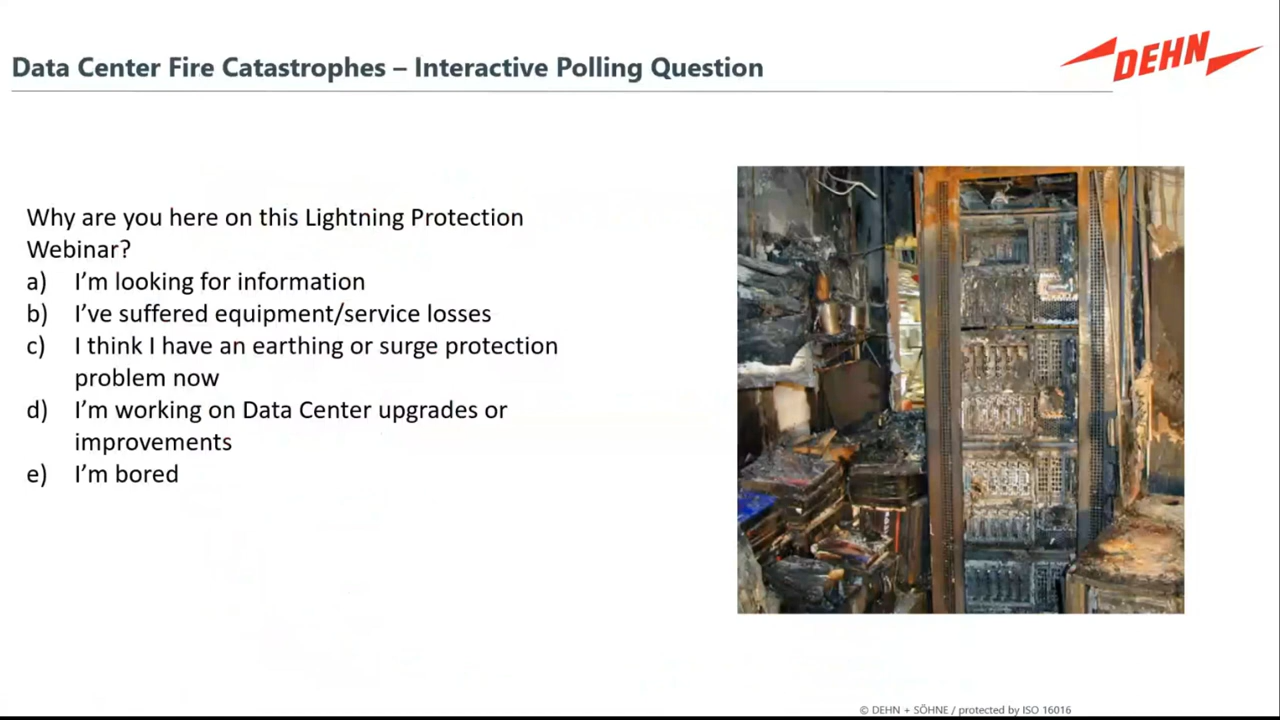 Data Center Fire Catastrophes – Interactive Polling Question
DEHN
Why are you here on this Lightning Protection
Webinar?
a) I’m looking for information
b) I’ve suffered equipment/service losses
c) I think I have an earthing or surge protection
problem now
d) I’m working on Data Center upgrades or
improvements
e) I’m bored
© DEHN + SÖHNE / protected by ISO 16016